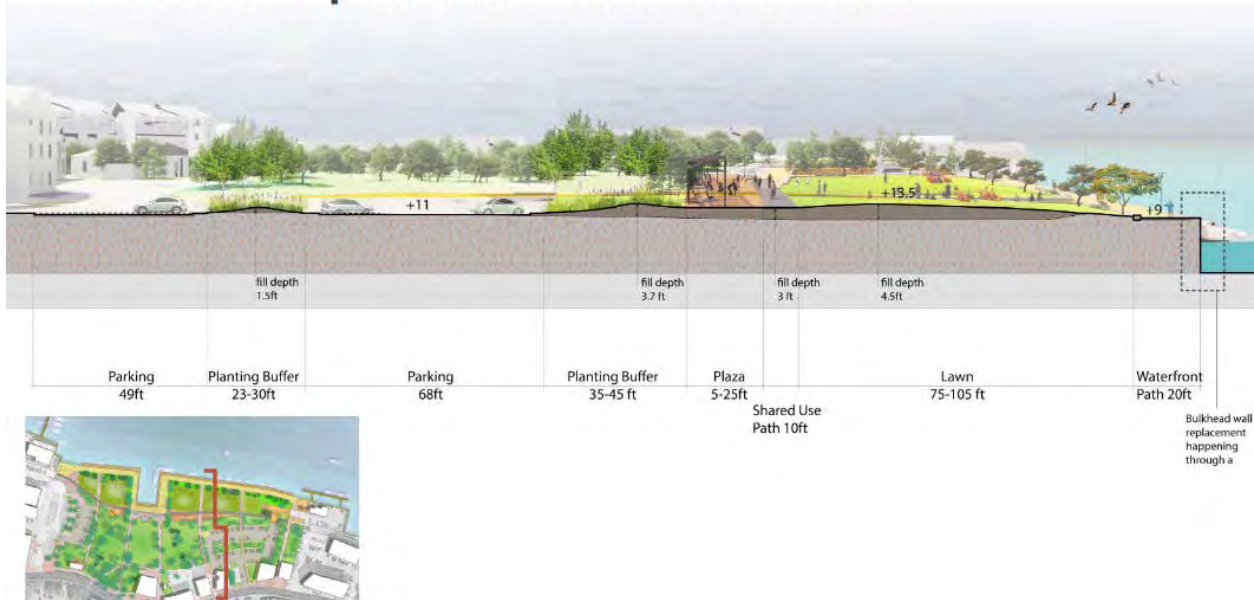 +11
+13.5
+9
fill depth
1.5ft
fill depth
3.7 ft
fill depth
3 ft
fill depth
4.5ft
Parking
49ft
Planting Buffer
23-30ft
Parking
68ft
Planting Buffer
35-45 ft
Plaza
5-25ft
Shared Use
Path 10ft
Lawn
75-105 ft
Waterfront
Path 20ft
Bulkhead wall
replacement
happening
through a